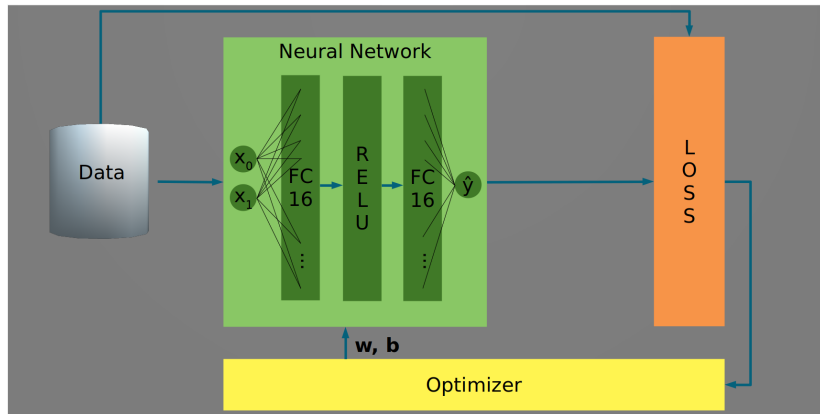 Neural Network
Data
x0
x1
FC
16
R
E
L
U
FC
16
ŷ
...
...
L
O
S
S
w, b
Optimizer